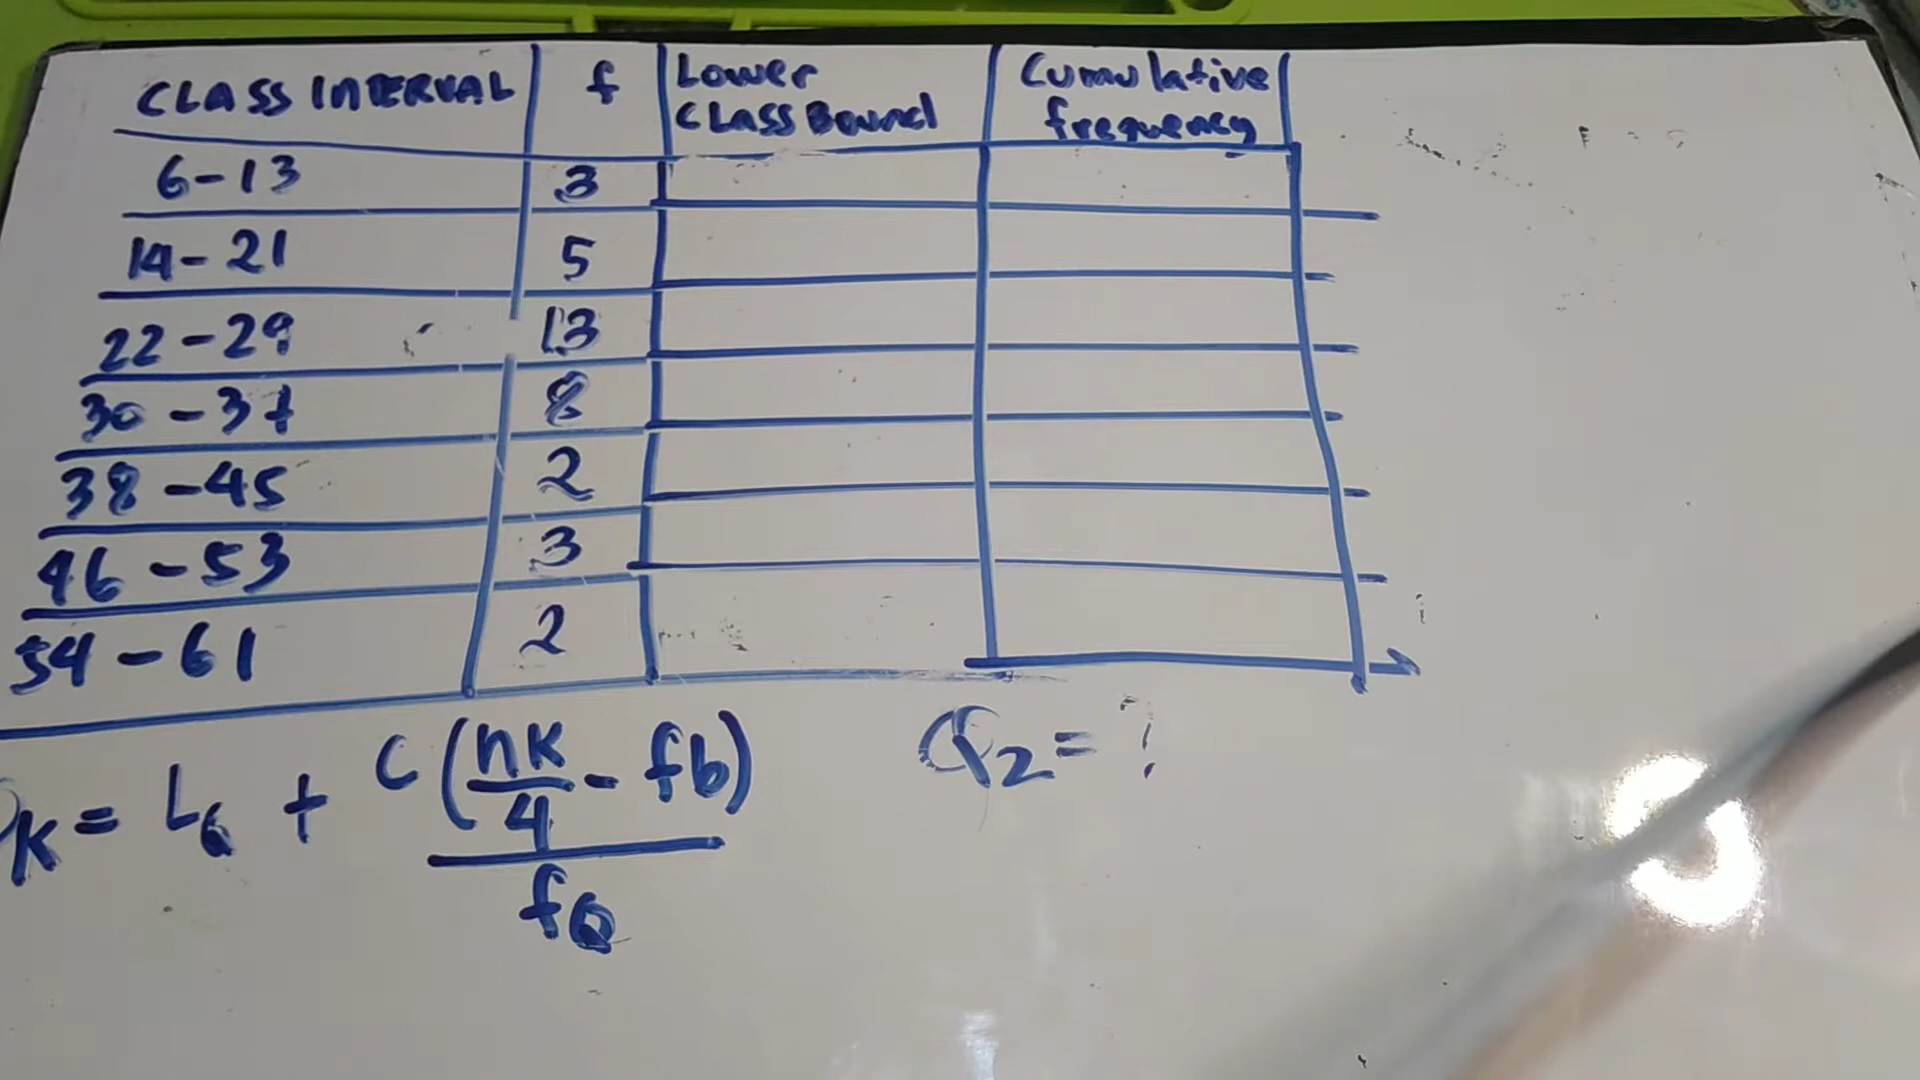 CLASS INTERVAL f Lower Class Bound Cumulative frequency
6-13 3
14-21 5
22-29 13
30-37 8
38-45 2
46-53 3
54-61 2
K = L + C (nK/4 - fb) / fQ
Q2 = ?